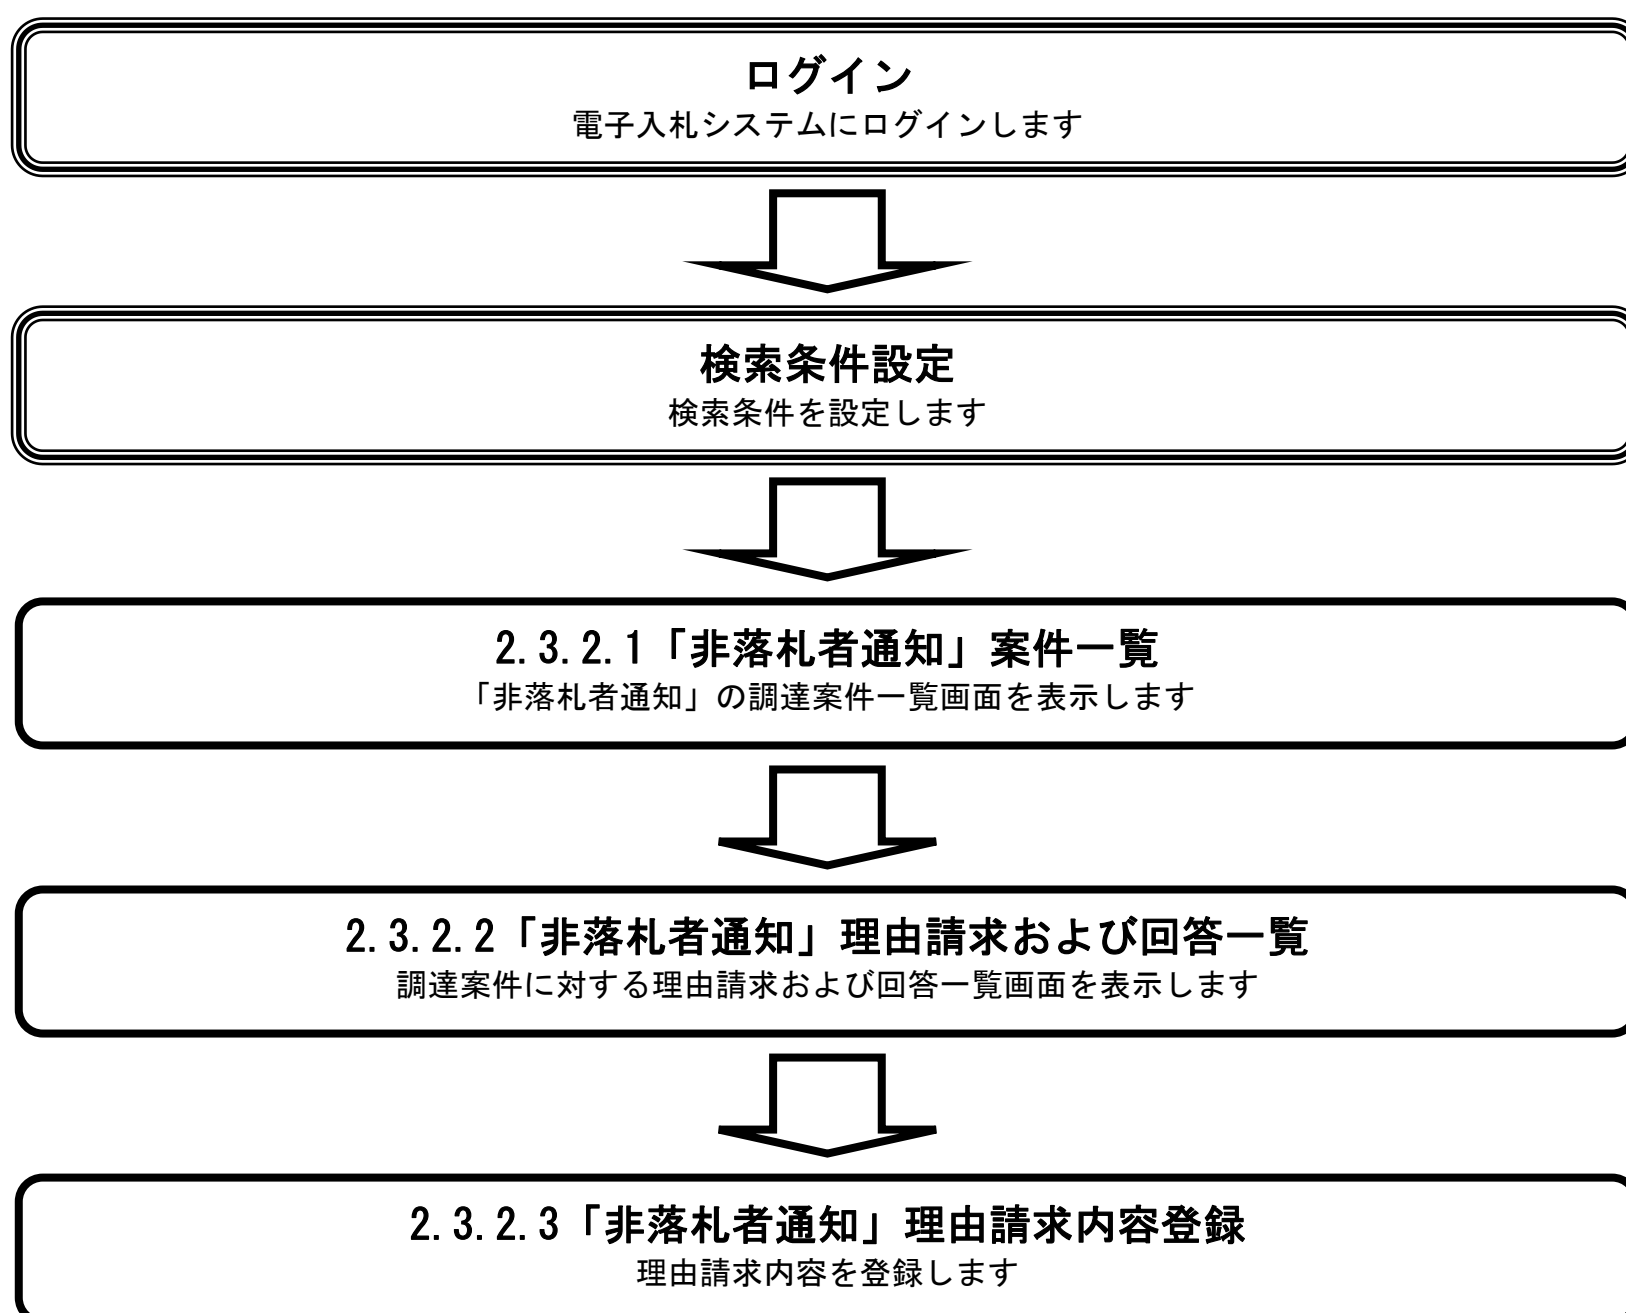 ログイン
電子入札システムにログインします
検索条件設定
検索条件を設定します
2.3.2.1「非落札者通知」案件一覧
「非落札者通知」の調達案件一覧画面を表示します
2.3.2.2「非落札者通知」理由請求および回答一覧
調達案件に対する理由請求および回答一覧画面を表示します
2.3.2.3「非落札者通知」理由請求内容登録
理由請求内容を登録します